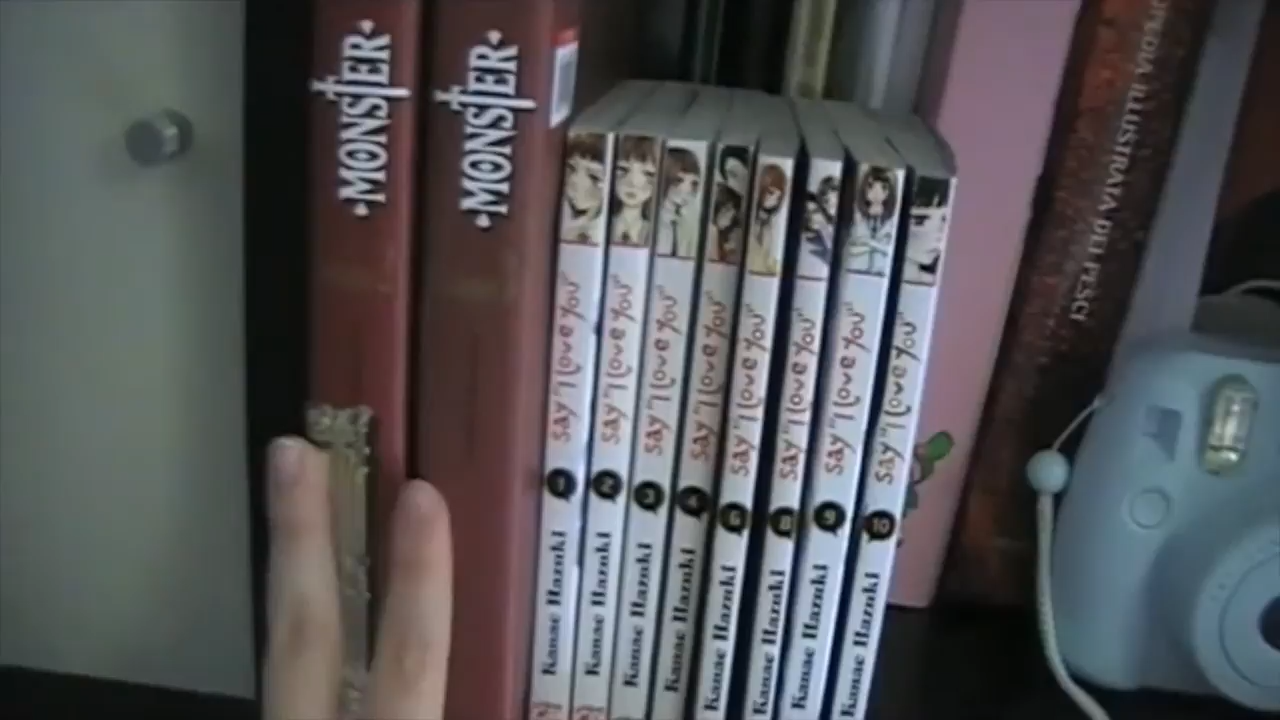 MONSTER
MONSTER
Say "I love you"
1
Kanae Hazuki
Say "I love you"
2
Kanae Hazuki
Say "I love you"
3
Kanae Hazuki
Say "I love you"
4
Kanae Hazuki
Say "I love you"
6
Kanae Hazuki
Say "I love you"
8
Kanae Hazuki
Say "I love you"
9
Kanae Hazuki
Say "I love you"
10
Kanae Hazuki
ILLUSTRATA DEI PESCI